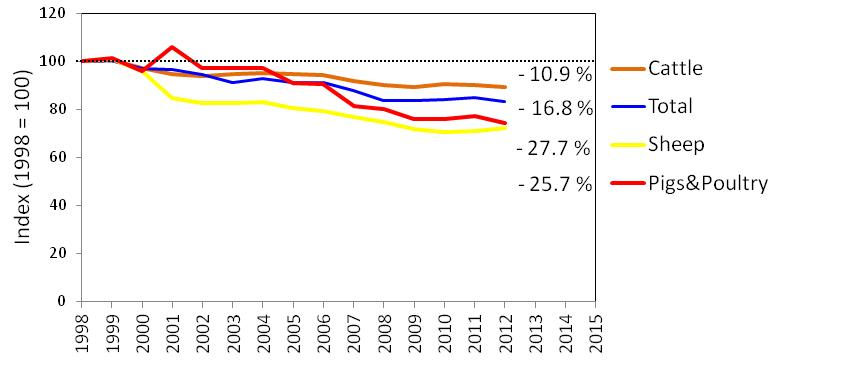 Index (1998 = 100)
120
100
80
60
40
20
0
1998
1999
2000
2001
2002
2003
2004
2005
2006
2007
2008
2009
2010
2011
2012
2013
2014
2015
- 10.9 %
- 16.8 %
- 27.7 %
- 25.7 %
Cattle
Total
Sheep
Pigs&Poultry